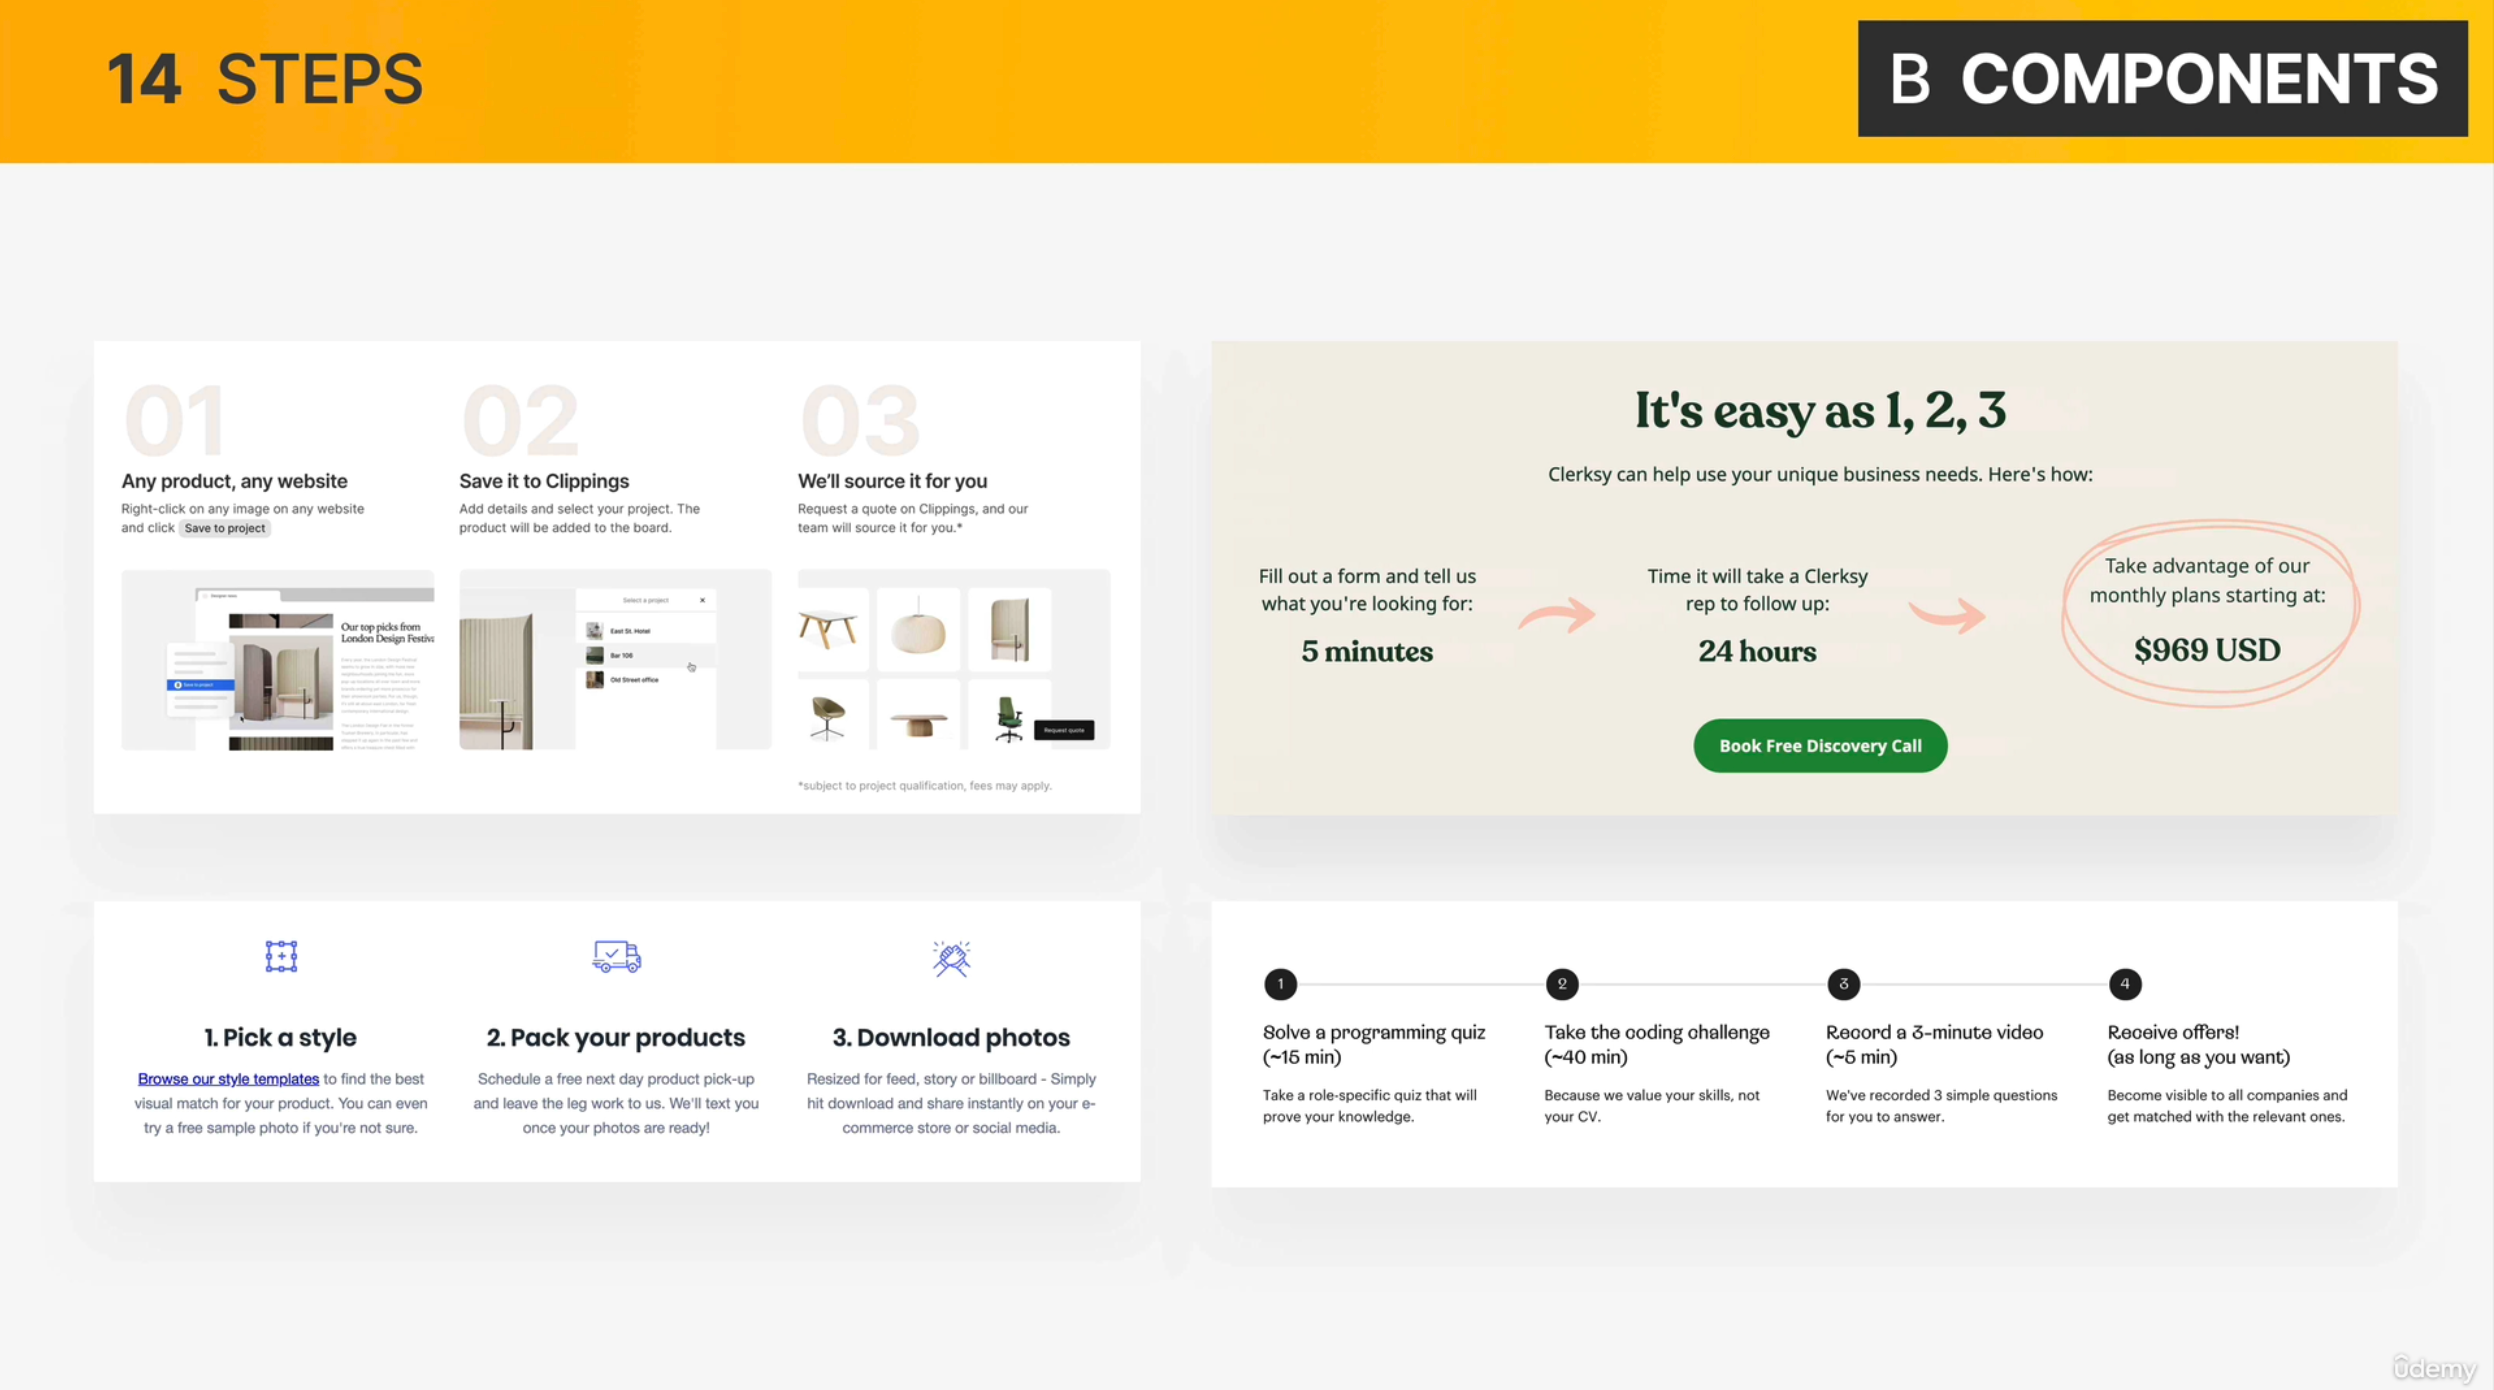 14 STEPS
B COMPONENTS
01
Any product, any website
Right-click on any image on any website
and click Save to project
Our top picks from
London Design Festiva
Save to project
02
Save it to Clippings
Add details and select your project. The
product will be added to the board.
Select a project
East St. Hotel
Bar 106
Old Street office
03
We'll source it for you
Request a quote on Clippings, and our
team will source it for you.*
Request quote
*subject to project qualification, fees may apply.
It's easy as 1, 2, 3
Clerksy can help use your unique business needs. Here's how:
Fill out a form and tell us
what you're looking for:
5 minutes
Time it will take a Clerksy
rep to follow up:
24 hours
Take advantage of our
monthly plans starting at:
$969 USD
Book Free Discovery Call
1. Pick a style
Browse our style templates to find the best
visual match for your product. You can even
try a free sample photo if you're not sure.
2. Pack your products
Schedule a free next day product pick-up
and leave the leg work to us. We'll text you
once your photos are ready!
3. Download photos
Resized for feed, story or billboard - Simply
hit download and share instantly on your e-
commerce store or social media.
1
Solve a programming quiz
(~15 min)
Take a role-specific quiz that will
prove your knowledge.
2
Take the coding challenge
(~40 min)
Because we value your skills, not
your CV.
3
Record a 3-minute video
(~5 min)
We've recorded 3 simple questions
for you to answer.
4
Receive offers!
(as long as you want)
Become visible to all companies and
get matched with the relevant ones.
ûdemy